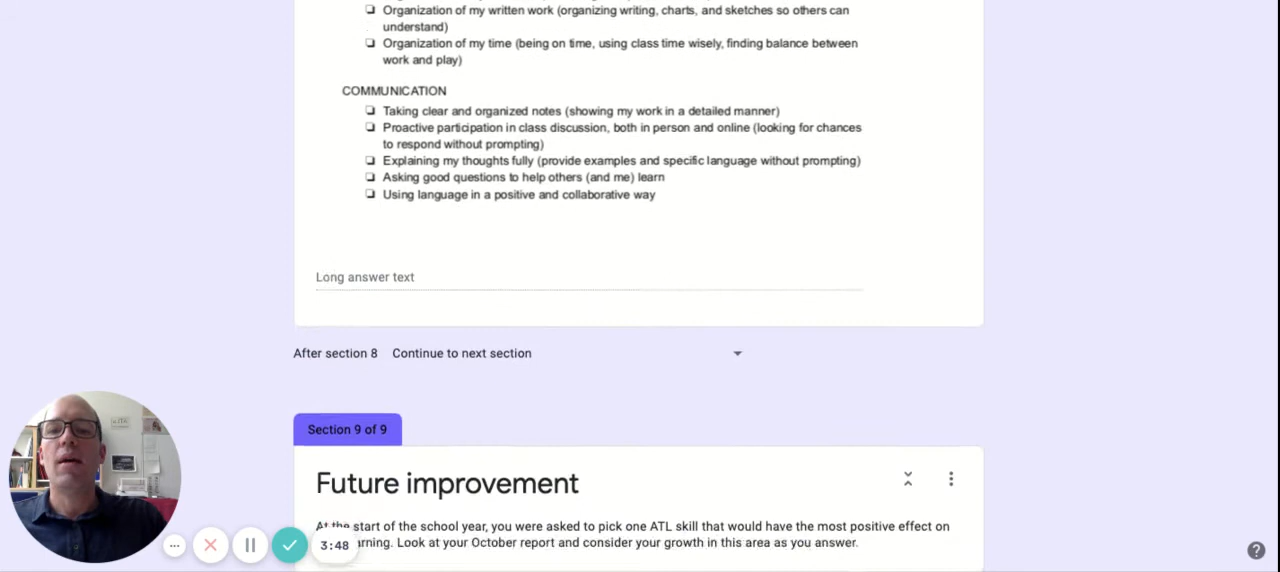 Organization of my written work (organizing writing, charts, and sketches so others can
understand)
Organization of my time (being on time, using class time wisely, finding balance between
work and play)
COMMUNICATION
Taking clear and organized notes (showing my work in a detailed manner)
Proactive participation in class discussion, both in person and online (looking for chances
to respond without prompting)
Explaining my thoughts fully (provide examples and specific language without prompting)
Asking good questions to help others (and me) learn
Using language in a positive and collaborative way
Long answer text
After section 8 Continue to next section
Section 9 of 9
Future improvement
At the start of the school year, you were asked to pick one ATL skill that would have the most positive effect on
Look at your October report and consider your growth in this area as you answer.
3:48